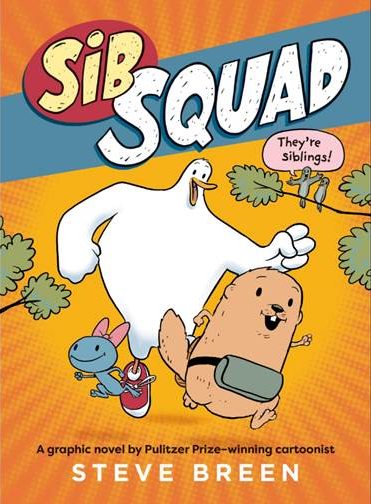 SiB
SQUAD
They're
siblings!
A graphic novel by Pulitzer Prize–winning cartoonist
STEVE BREEN